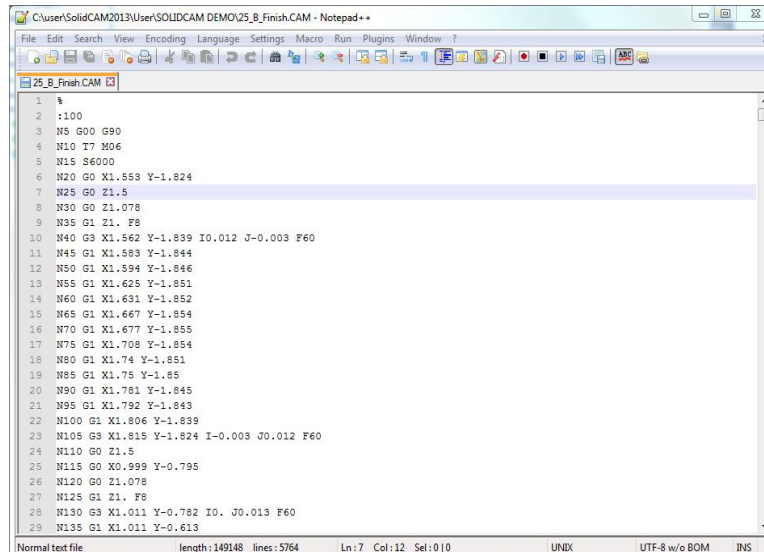 C:\user\SolidCAM2013\User\SOLIDCAM DEMO\25_B_Finish.CAM - Notepad++
File Edit Search View Encoding Language Settings Macro Run Plugins Window ?
25_B_Finish.CAM
1 %
2 :100
3 N5 G00 G90
4 N10 T7 M06
5 N15 S6000
6 N20 G0 X1.553 Y-1.824
7 N25 G0 Z1.5
8 N30 G0 Z1.078
9 N35 G1 Z1. F8
10 N40 G3 X1.562 Y-1.839 I0.012 J-0.003 F60
11 N45 G1 X1.583 Y-1.844
12 N50 G1 X1.594 Y-1.846
13 N55 G1 X1.625 Y-1.851
14 N60 G1 X1.631 Y-1.852
15 N65 G1 X1.667 Y-1.854
16 N70 G1 X1.677 Y-1.855
17 N75 G1 X1.708 Y-1.854
18 N80 G1 X1.74 Y-1.851
19 N85 G1 X1.75 Y-1.85
20 N90 G1 X1.781 Y-1.845
21 N95 G1 X1.792 Y-1.843
22 N100 G1 X1.806 Y-1.839
23 N105 G3 X1.815 Y-1.824 I-0.003 J0.012 F60
24 N110 G0 Z1.5
25 N115 G0 X0.999 Y-0.795
26 N120 G0 Z1.078
27 N125 G1 Z1. F8
28 N130 G3 X1.011 Y-0.782 I0. J0.013 F60
29 N135 G1 X1.011 Y-0.613
Normal text file length : 149148 lines : 5764 Ln : 7 Col : 12 Sel : 0 | 0 UNIX UTF-8 w/o BOM INS